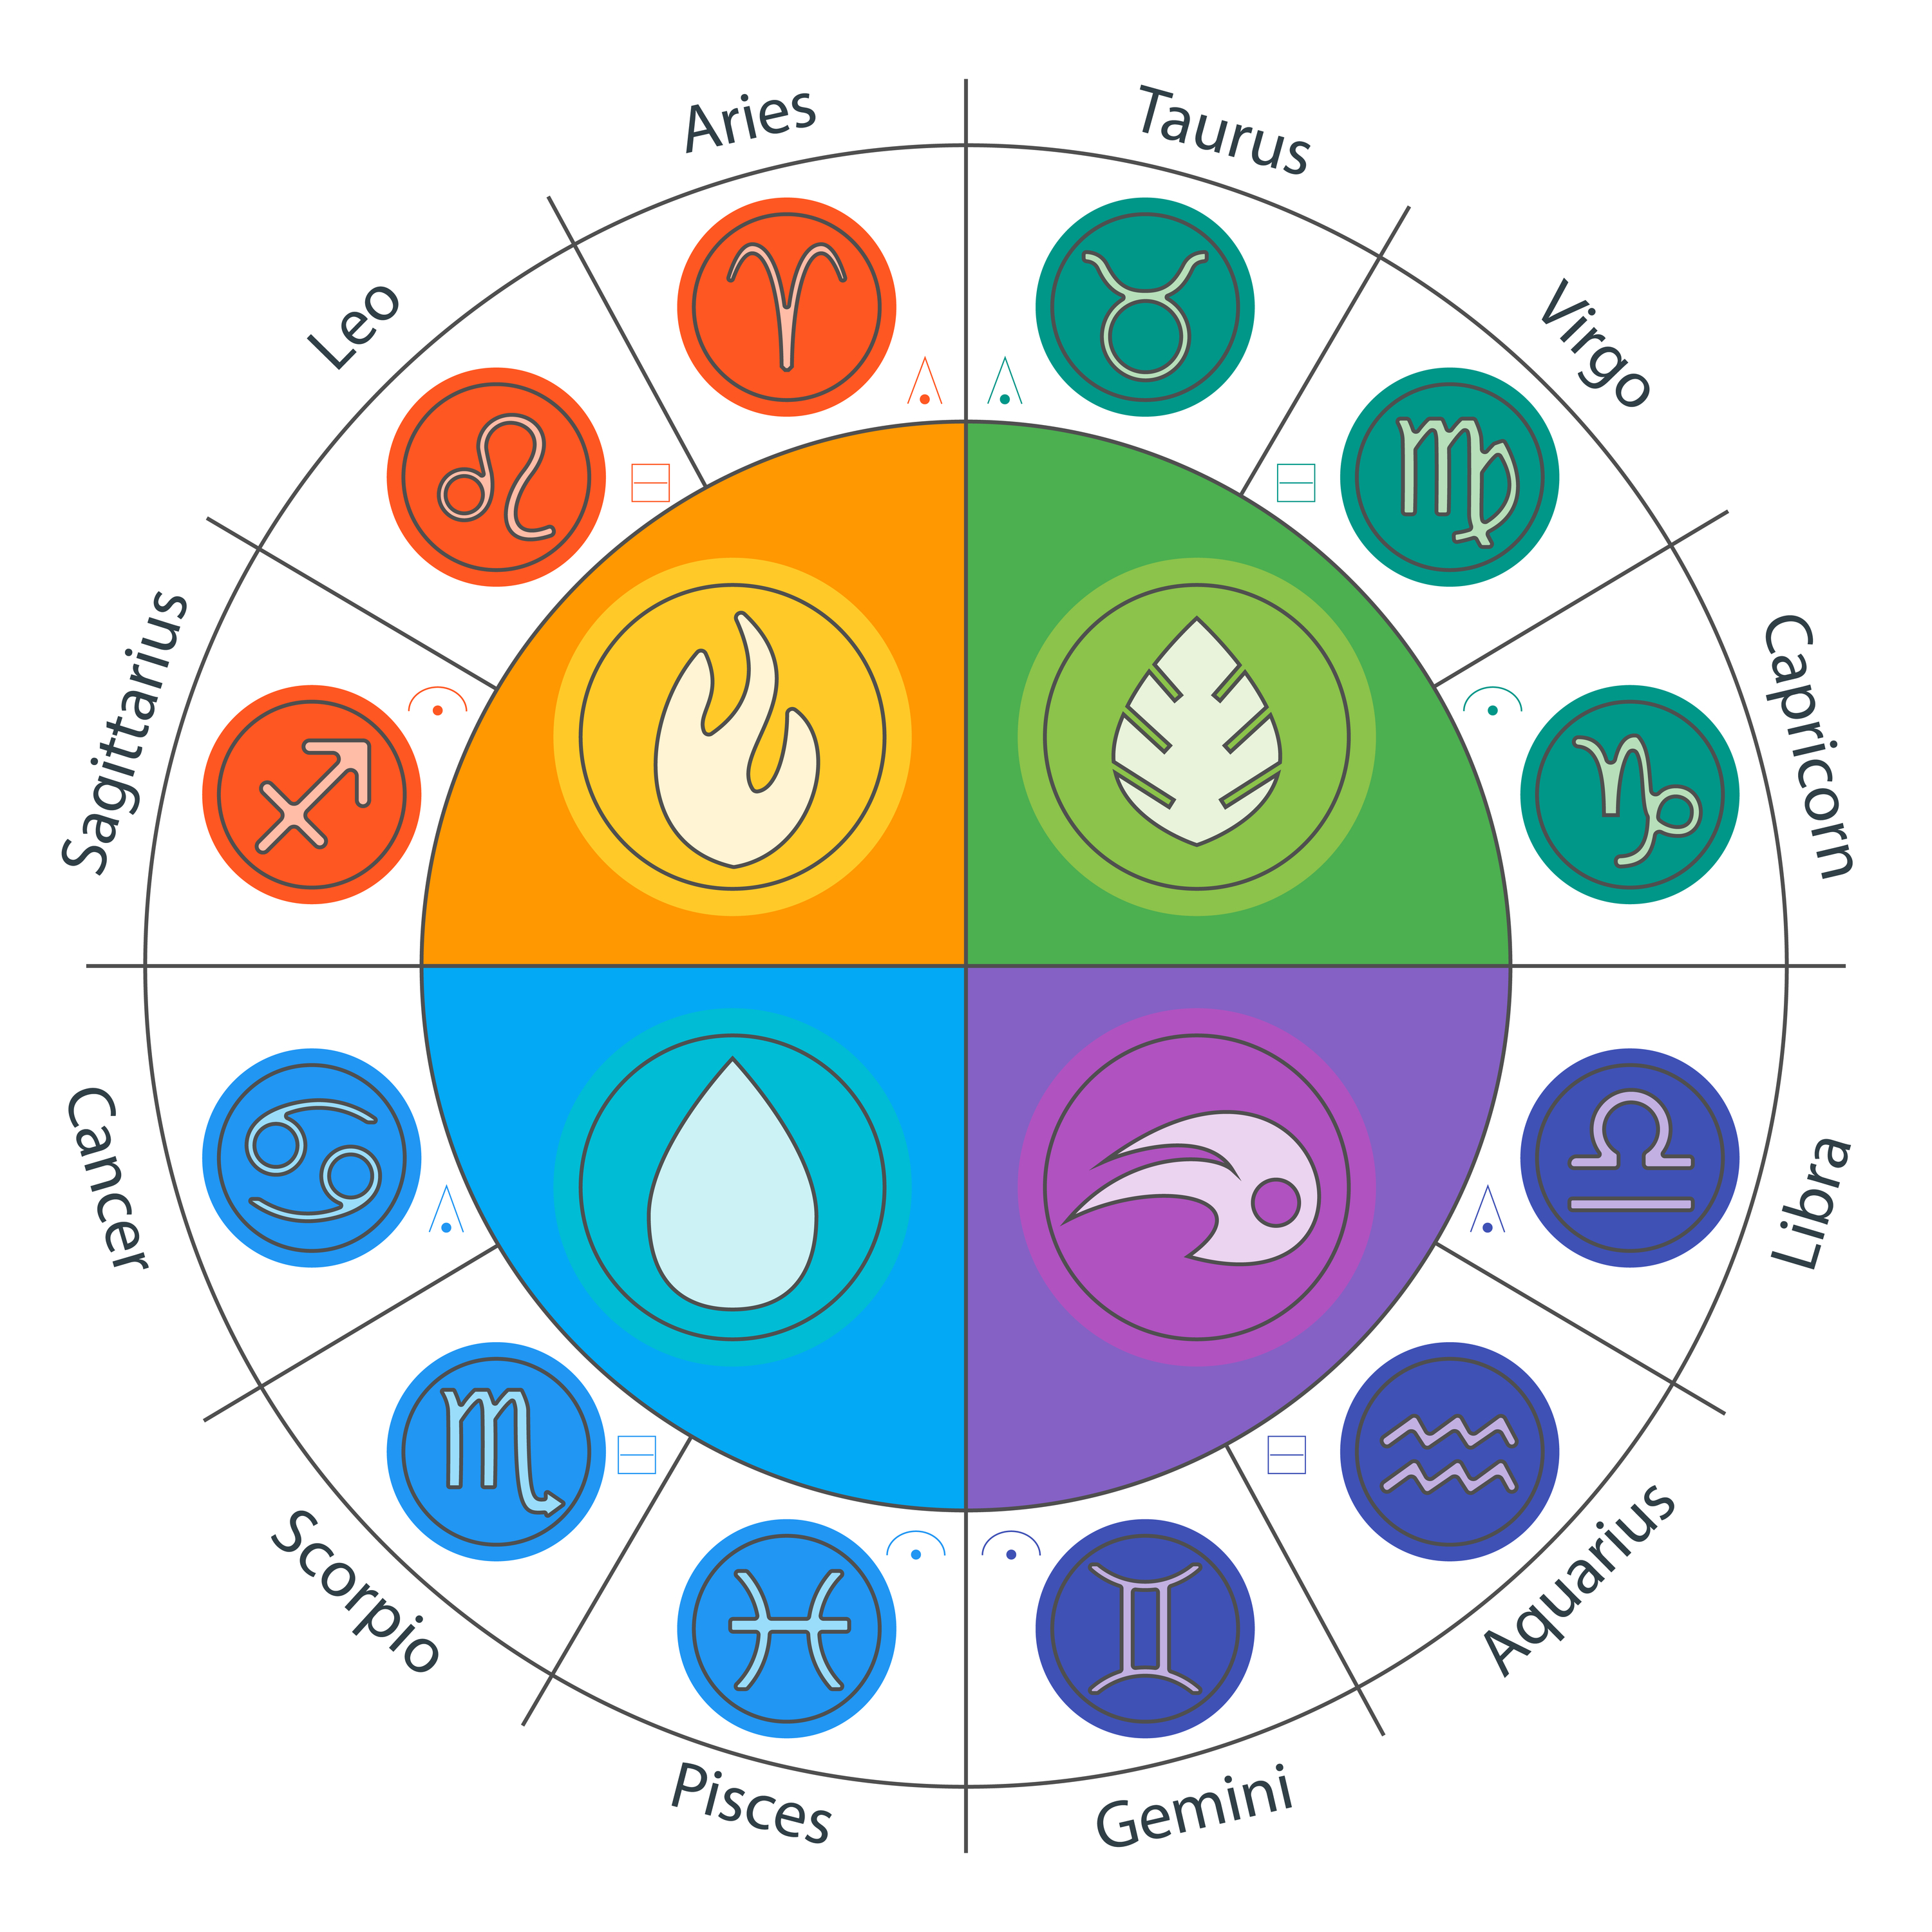 Aries
Taurus
Virgo
Capricorn
Libra
Aquarius
Gemini
Pisces
Scorpio
Cancer
Sagittarius
Leo